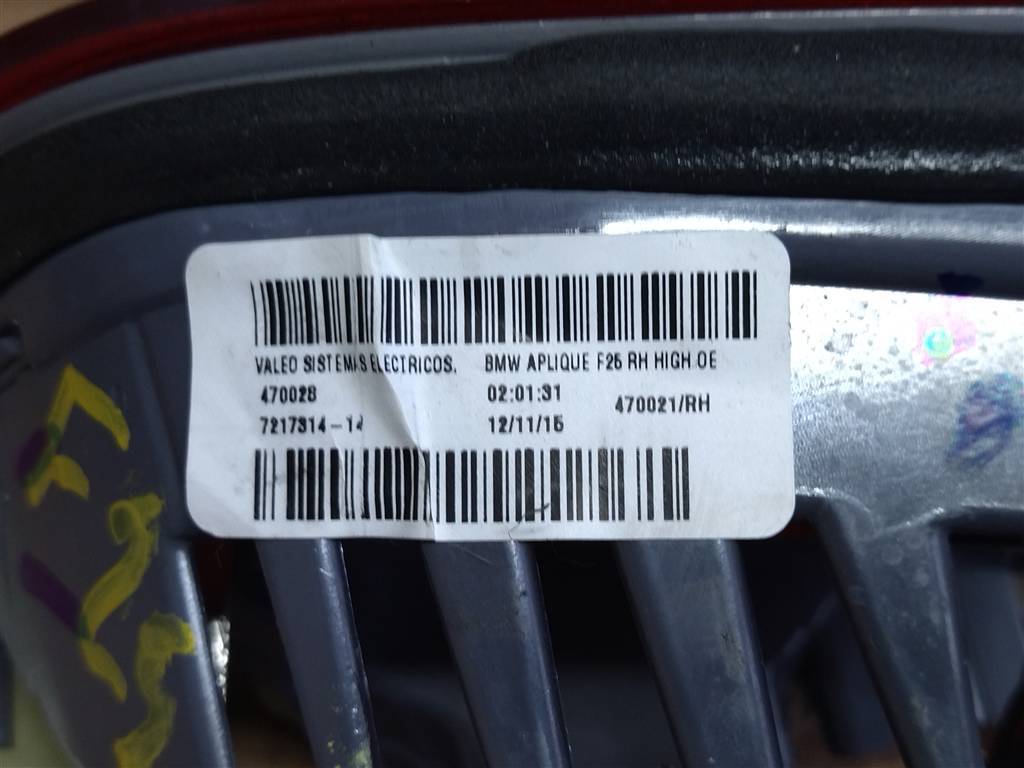 VALEO SISTEMAS ELECTRICOS. BMW APLIQUE F25 RH HIGH OE
470028 02:01:31 470021/RH
7217314-14 12/11/15
F25